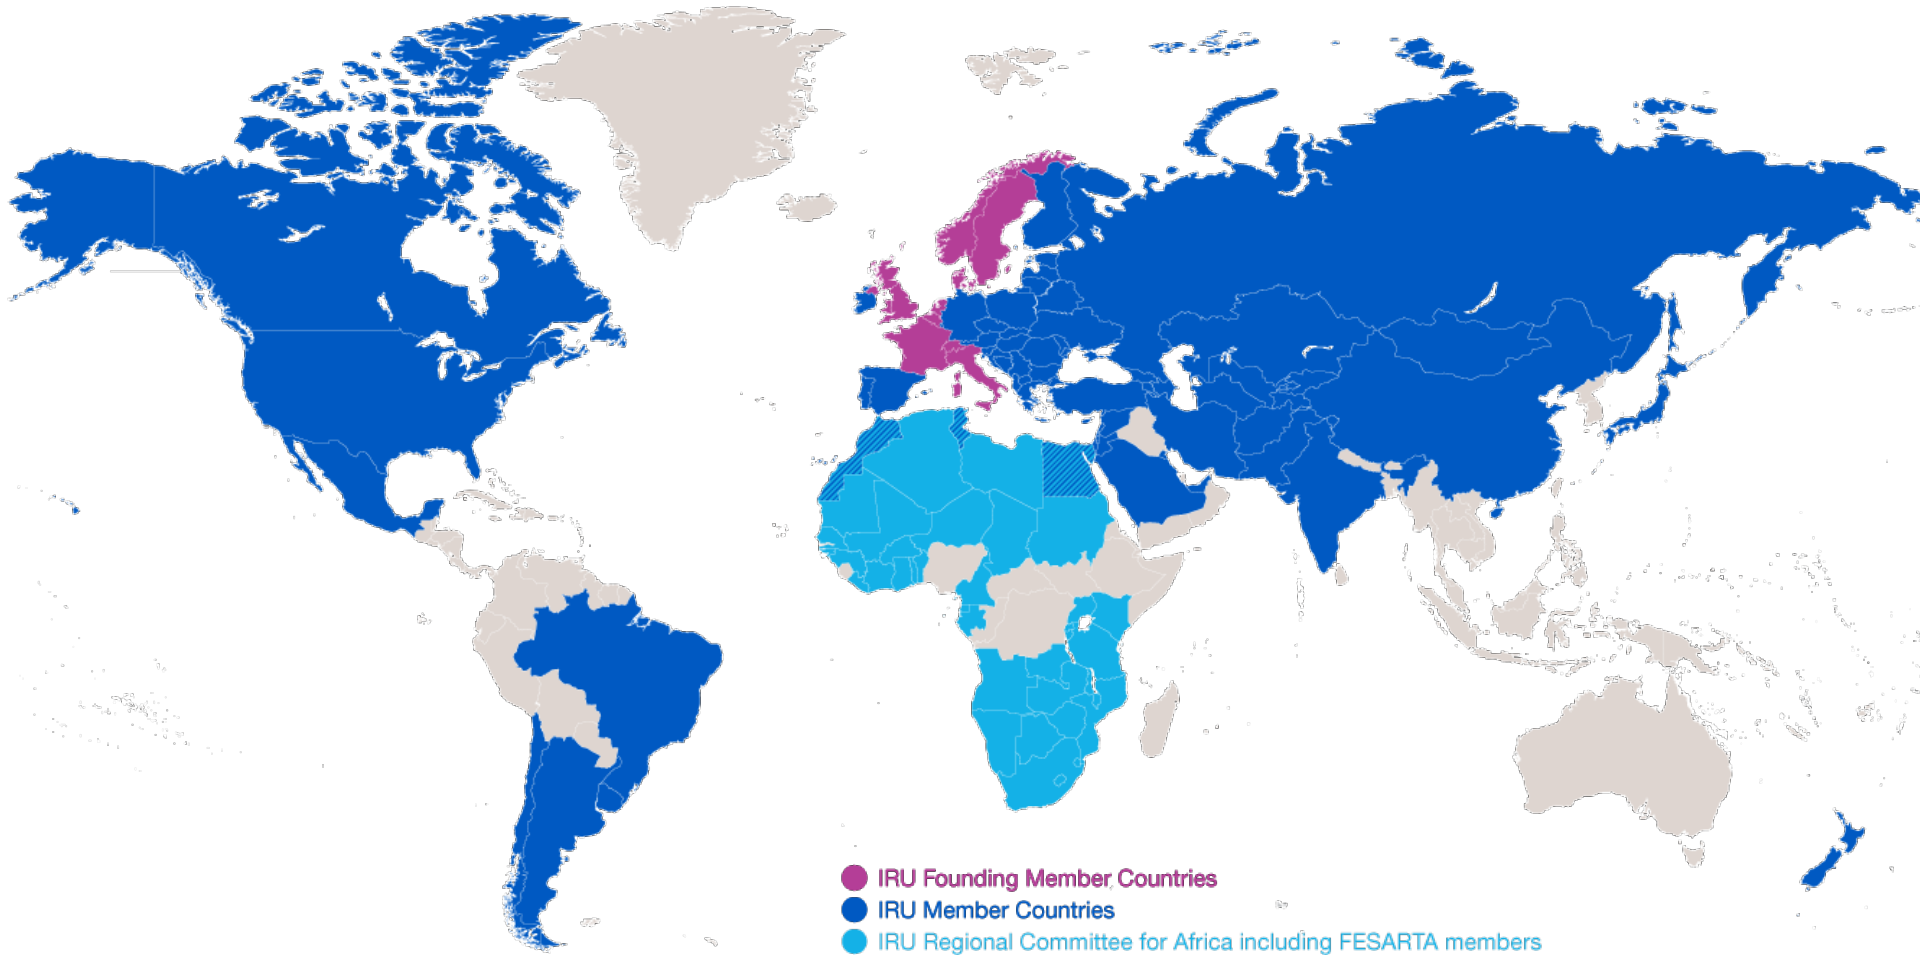 IRU Founding Member Countries
IRU Member Countries
IRU Regional Committee for Africa including FESARTA members